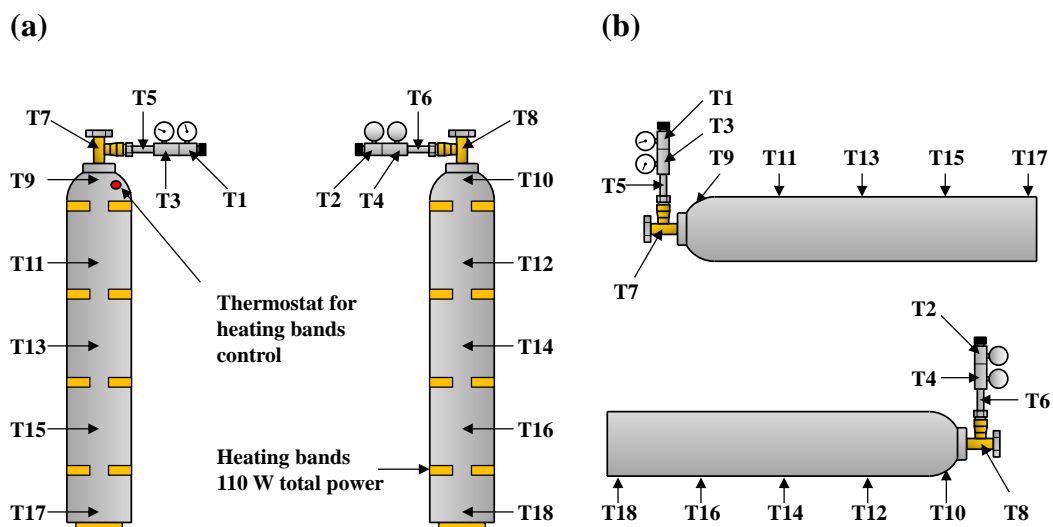 (a)
T5
T7
T9
T3
T1
T11
T13
T15
T17
Thermostat for
heating bands
control
Heating bands
110 W total power
T6
T8
T2
T4
T10
T12
T14
T16
T18
(b)
T1
T3
T9
T11
T13
T15
T17
T5
T7
T2
T4
T6
T8
T18
T16
T14
T12
T10